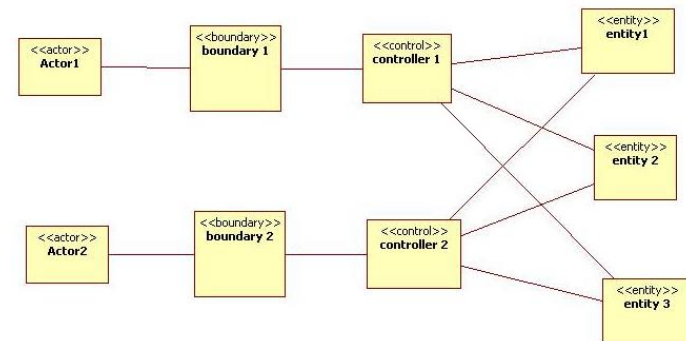 <<actor>>
Actor1
<<boundary>>
boundary 1
<<control>>
controller 1
<<entity>>
entity1
<<entity>>
entity 2
<<actor>>
Actor2
<<boundary>>
boundary 2
<<control>>
controller 2
<<entity>>
entity 3